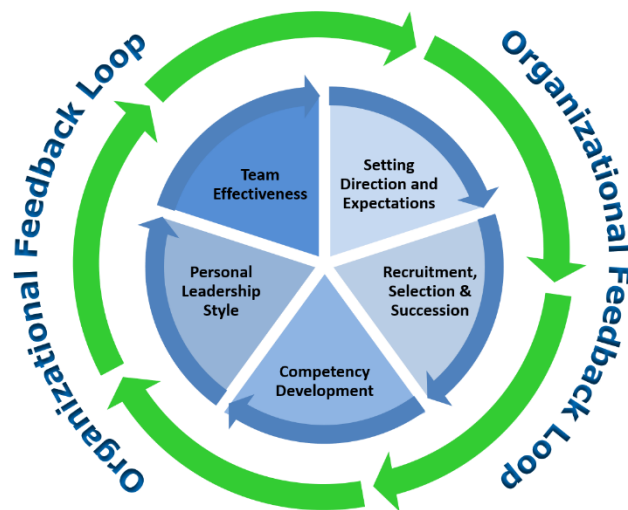 Organizational Feedback Loop
Organizational Feedback Loop
Team
Effectiveness
Setting
Direction and
Expectations
Personal
Leadership
Style
Recruitment,
Selection &
Succession
Competency
Development